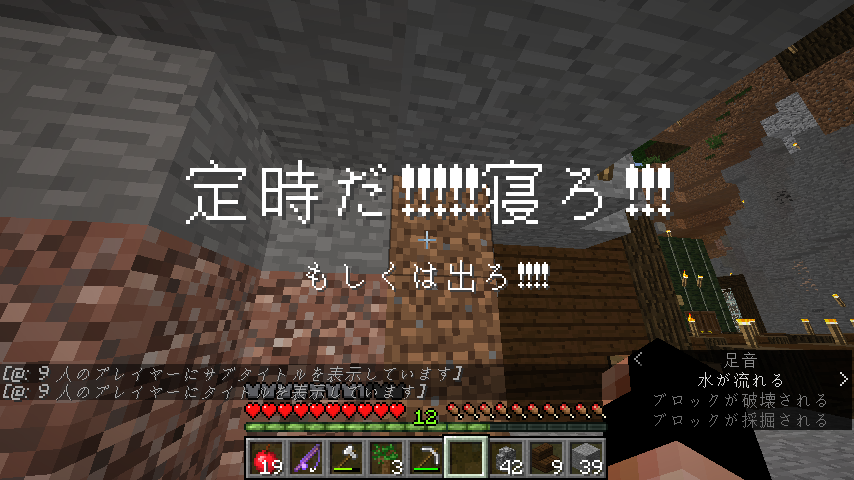 定時だ!!!!!寝ろ!!!
もしくは出ろ!!!!
[@: 9 人のプレイヤーにサブタイトルを表示しています]
[@: 9 人のプレイヤーにタイトルを表示しています]
< 足音
水が流れる >
ブロックが破壊される
ブロックが採掘される
12
19
3
42
9
39